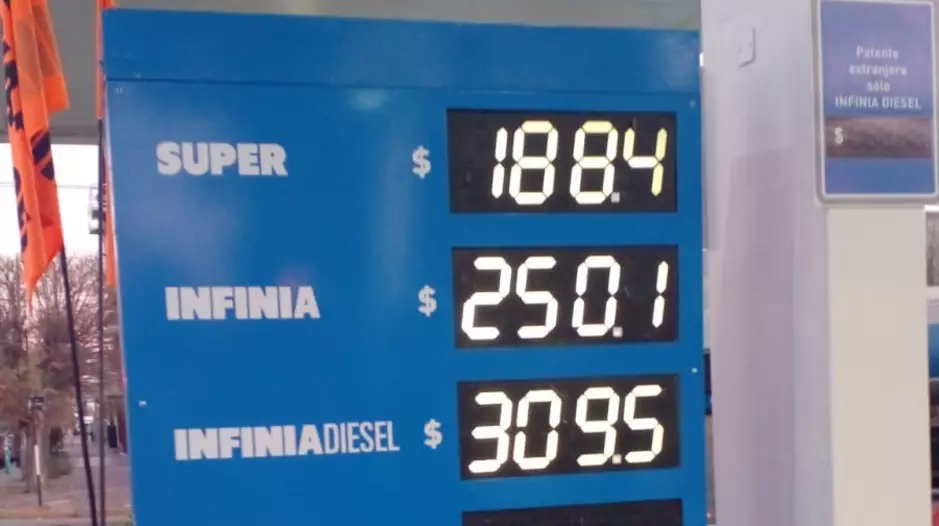 SUPER $ 188.4
INFINIA $ 250.1
INFINIA DIESEL $ 309.5
Patente
extranjera
sólo
INFINIA DIESEL
$